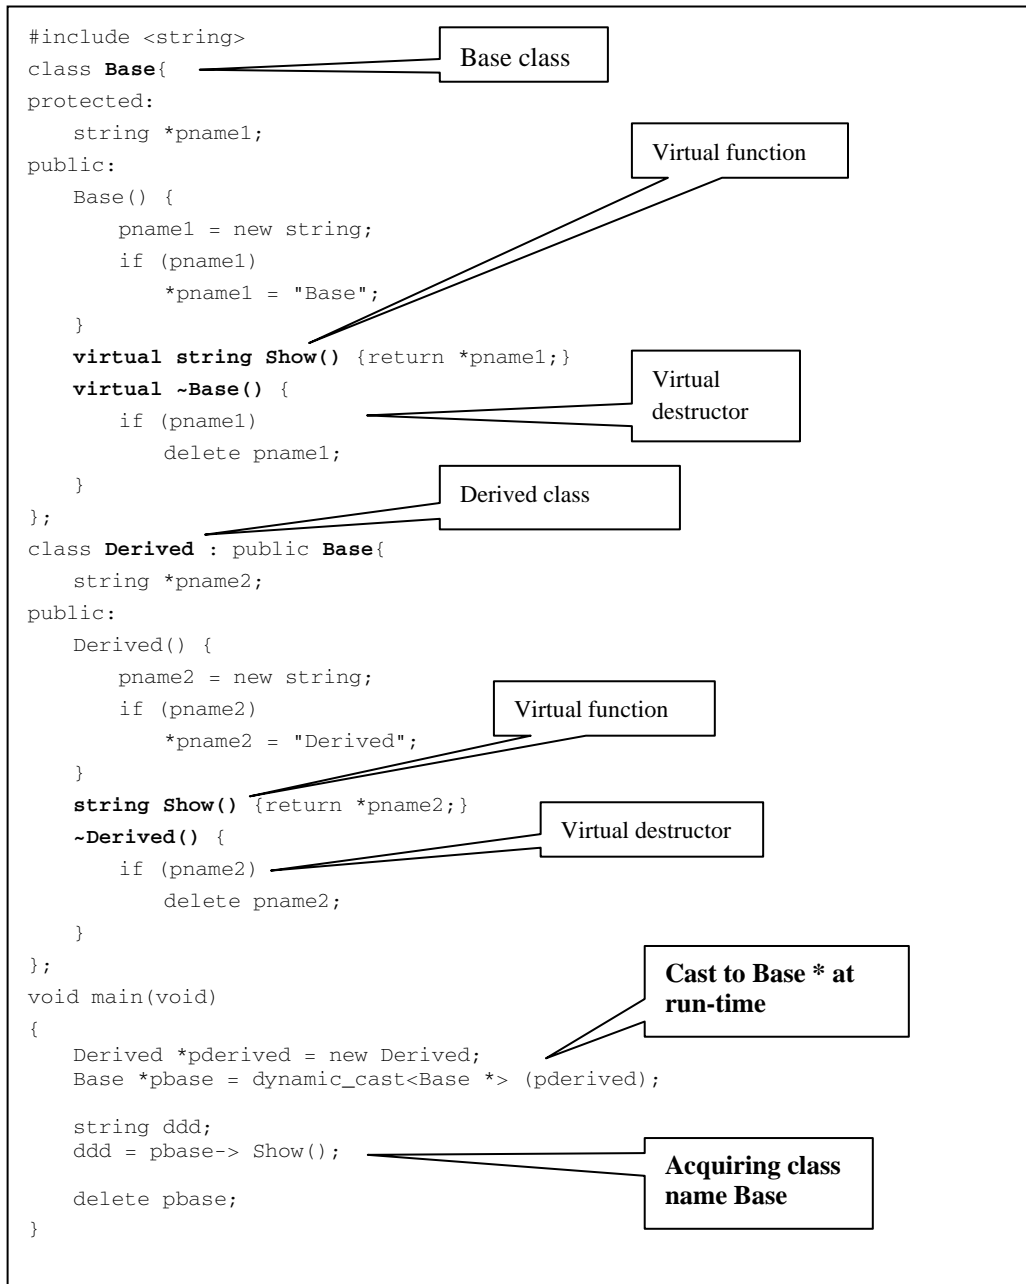 #include <string>
class Base{
Base class
protected:
string *pname1;
public:
Virtual function
Base() {
pname1 = new string;
if (pname1)
*pname1 = "Base";
}
virtual string Show() {return *pname1;}
virtual ~Base() {
Virtual
destructor
if (pname1)
delete pname1;
}
Derived class
};
class Derived : public Base{
string *pname2;
public:
Derived() {
pname2 = new string;
if (pname2)
Virtual function
*pname2 = "Derived";
}
string Show() {return *pname2;}
~Derived() {
Virtual destructor
if (pname2)
delete pname2;
}
};
Cast to Base * at
run-time
void main(void)
{
Derived *pderived = new Derived;
Base *pbase = dynamic_cast<Base *> (pderived);
string ddd;
ddd = pbase-> Show();
Acquiring class
name Base
delete pbase;
}